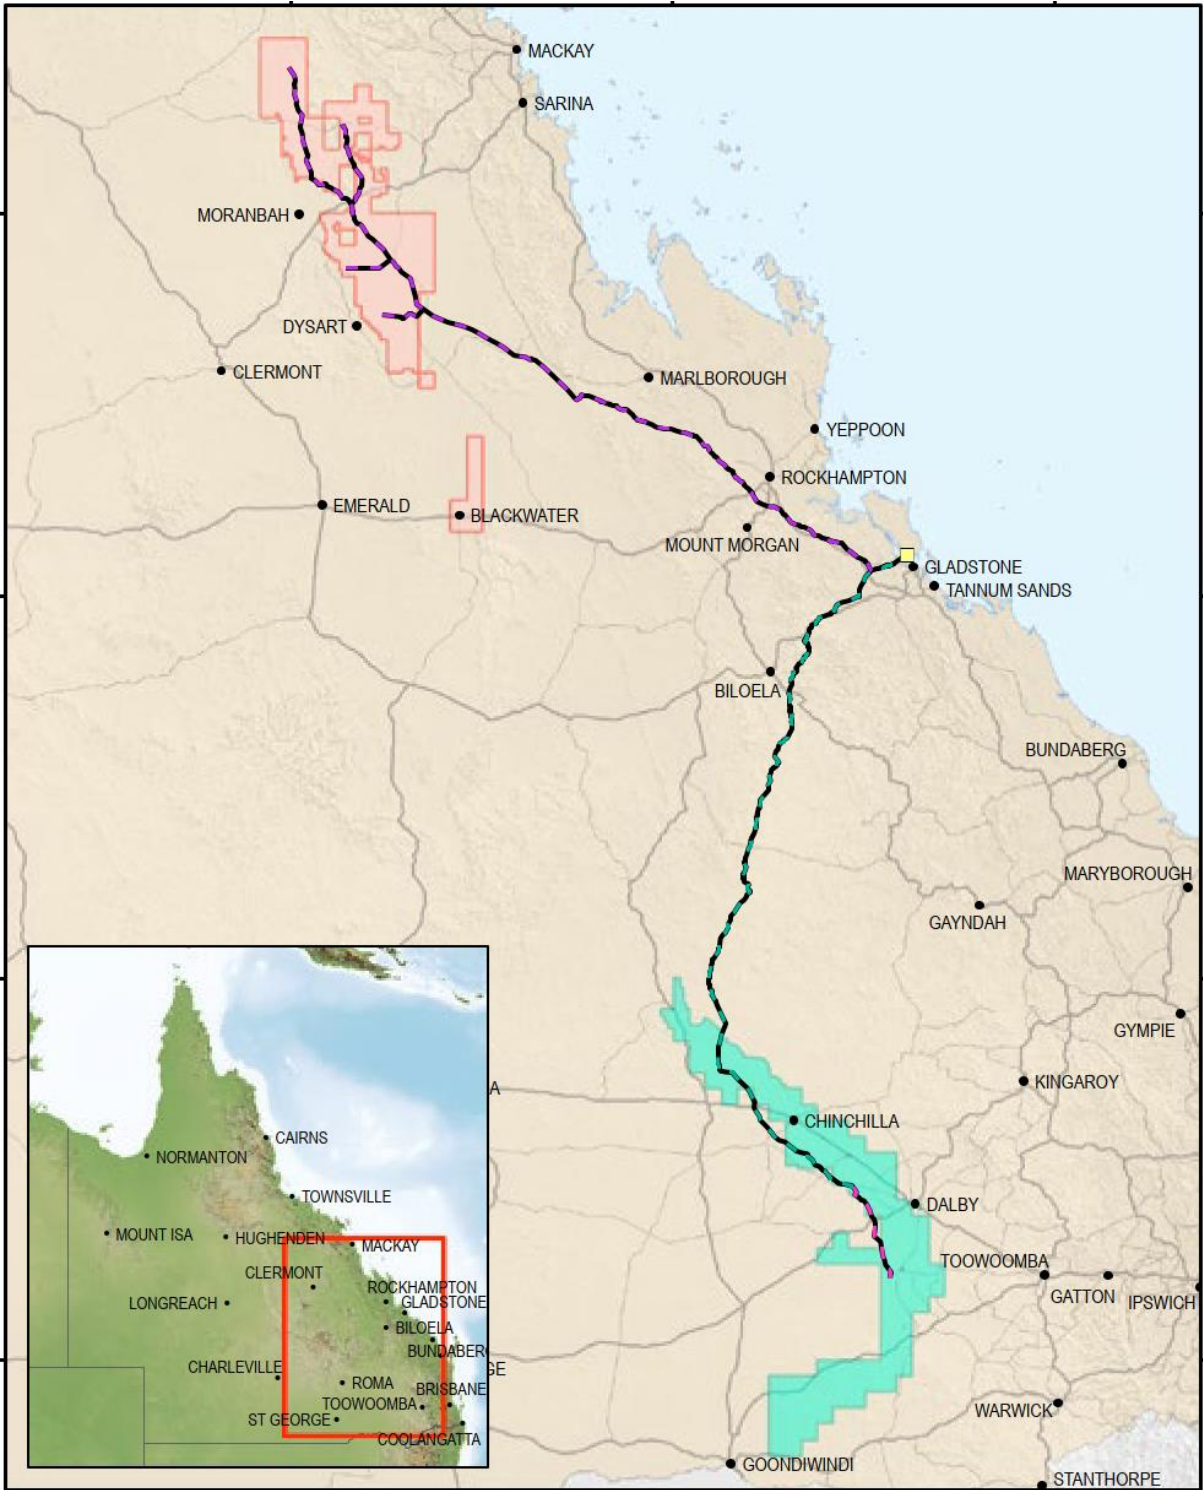 MACKAY
SARINA
MORANBAH
DYSART
CLERMONT
MARLBOROUGH
YEPPOON
ROCKHAMPTON
EMERALD
BLACKWATER
MOUNT MORGAN
GLADSTONE
TANNUM SANDS
BILOELA
BUNDABERG
MARYBOROUGH
GAYNDAH
GYMPIE
KINGAROY
A
CHINCHILLA
DALBY
TOOWOOMBA
GATTON
IPSWICH
GE
WARWICK
GOONDIWINDI
STANTHORPE
CAIRNS
NORMANTON
TOWNSVILLE
MOUNT ISA
HUGHENDEN
MACKAY
CLERMONT
ROCKHAMPTON
LONGREACH
GLADSTONE
BILOELA
BUNDABERG
CHARLEVILLE
ROMA
BRISBANE
TOOWOOMBA
ST GEORGE
COOLANGATTA